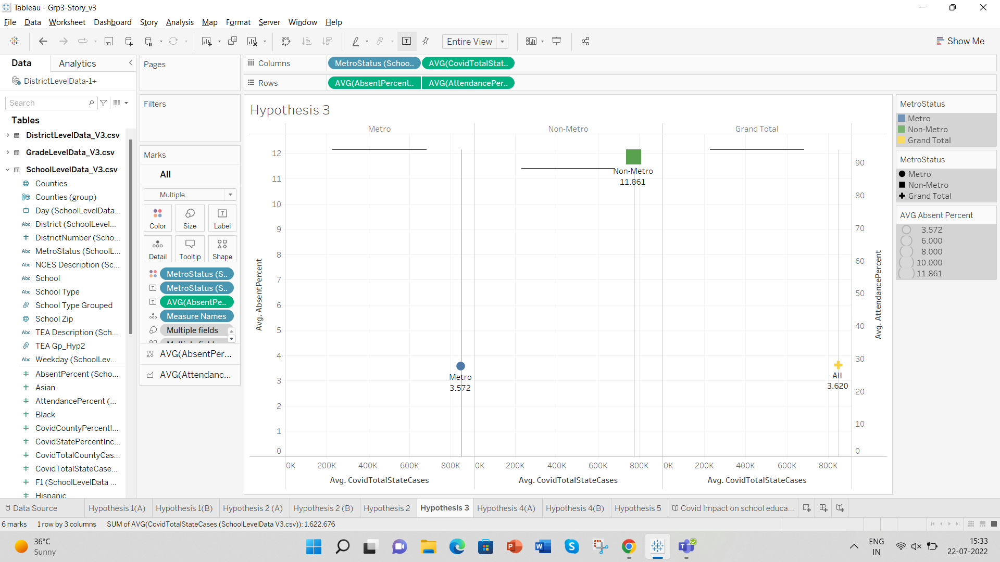 Tableau - Grp3-Story_v3
File Data Worksheet Dashboard Story Analysis Map Format Server Window Help
Entire View
Show Me
Data
Analytics
DistrictLevelData-1+
Search
Tables
DistrictLevelData_V3.csv
GradeLevelData_V3.csv
SchoolLevelData_V3.csv
Counties
Counties (group)
Day (SchoolLevelData...
Abc District (SchoolLevel...
DistrictNumber (Scho...
Abc MetroStatus (SchoolL...
Abc NCES Description (Sc...
Abc School
Abc School Type
School Type Grouped
School Zip
Abc TEA Description (Sch...
TEA Gp_Hyp2
Abc Weekday (SchoolLev...
AbsentPercent (Scho...
Asian
AttendancePercent (...
Black
CovidCountyPercentI...
CovidStatePercentInc...
CovidTotalCountyCas...
CovidTotalStateCase...
F1 (SchoolLevelData ...
Hispanic
Pages
Filters
Marks
All
Multiple
Color Size Label
Detail Tooltip Shape
MetroStatus (S..
MetroStatus (S..
AVG(AbsentPe..
Measure Names
Multiple fields
AVG(AbsentPer...
AVG(Attendanc...
Columns MetroStatus (Schoo.. AVG(CovidTotalStat..
Rows AVG(AbsentPercent.. AVG(AttendancePer..
Hypothesis 3
Metro Non-Metro Grand Total
Avg. AbsentPercent
12
11
10
9
8
7
6
5
4
3
2
1
0
Metro
3.572
Non-Metro
11.861
All
3.620
90
80
70
60
50
40
30
20
10
0
Avg. AttendancePercent
0K 200K 400K 600K 800K 0K 200K 400K 600K 800K 0K 200K 400K 600K 800K
Avg. CovidTotalStateCases Avg. CovidTotalStateCases Avg. CovidTotalStateCases
MetroStatus
Metro
Non-Metro
Grand Total
MetroStatus
Metro
Non-Metro
Grand Total
AVG Absent Percent
3.572
6.000
8.000
10.000
11.861
Data Source Hypothesis 1(A) Hypothesis 1(B) Hypothesis 2 (A) Hypothesis 2 (B) Hypothesis 2 Hypothesis 3 Hypothesis 4(A) Hypothesis 4(B) Hypothesis 5 Covid Impact on school educa...
6 marks 1 row by 3 columns SUM of AVG(CovidTotalStateCases (SchoolLevelData V3.csv)): 1,622,676
36°C
Sunny
ENG
IN
15:33
22-07-2022